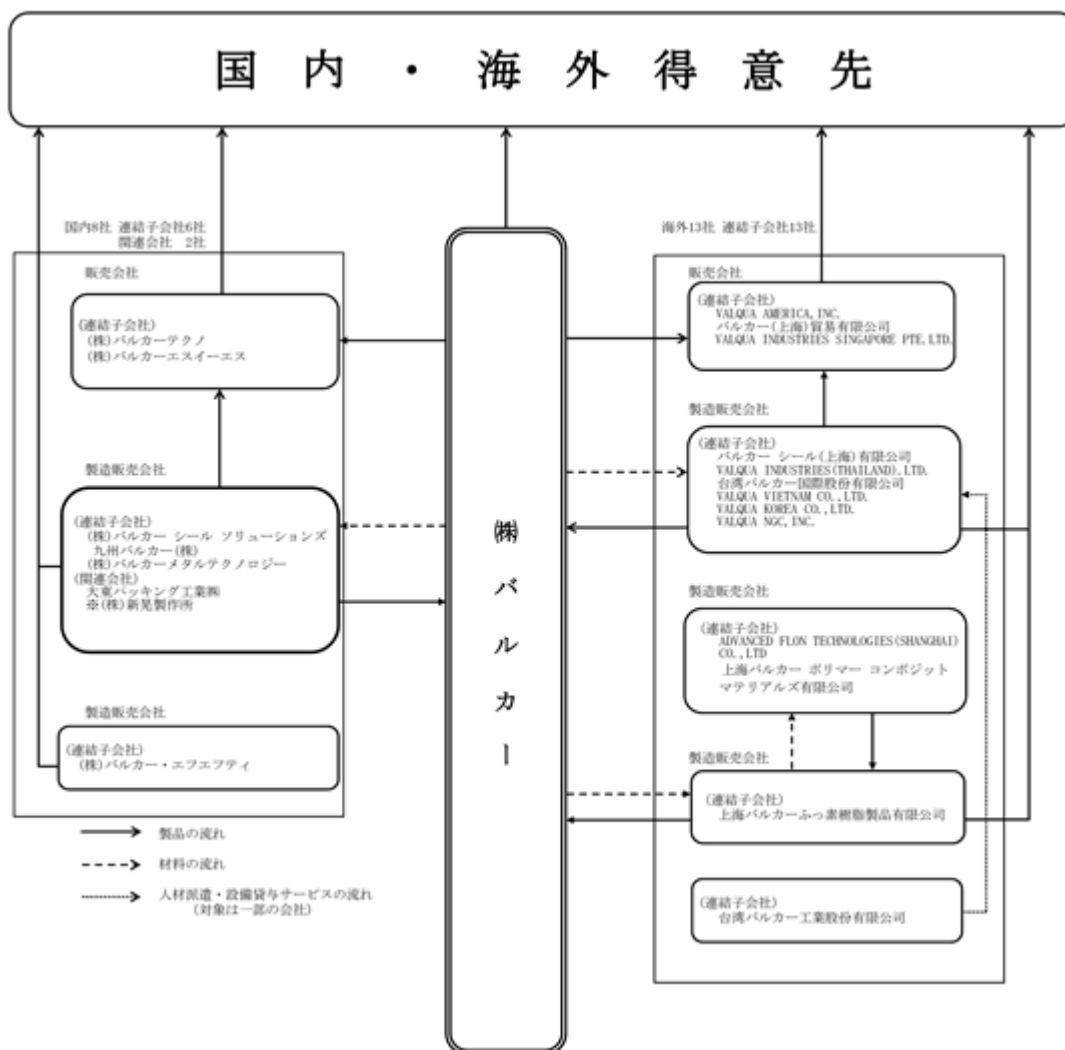 国内・海外得意先
国内8社 連結子会社6社
関連会社 2社
販売会社
(連結子会社)
(株)バルカーテクノ
(株)バルカーエスイーエス
製造販売会社
(連結子会社)
(株)バルカー シール ソリューションズ
九州バルカー(株)
(株)バルカーメタルテクノロジー
(関連会社)
大東パッキング工業㈱
※(株)新晃製作所
製造販売会社
(連結子会社)
(株)バルカー・エフエフティ
製品の流れ
材料の流れ
人材派遣・設備貸与サービスの流れ
(対象は一部の会社)
㈱バルカー
海外13社 連結子会社13社
販売会社
(連結子会社)
VALQUA AMERICA,INC.
バルカー(上海)貿易有限公司
VALQUA INDUSTRIES SINGAPORE PTE,LTD.
製造販売会社
(連結子会社)
バルカー シール(上海)有限公司
VALQUA INDUSTRIES(THAILAND),LTD.
台湾バルカー国際股份有限公司
VALQUA VIETNAM CO.,LTD.
VALQUA KOREA CO.,LTD.
VALQUA NGC,INC.
製造販売会社
(連結子会社)
ADVANCED FLON TECHNOLOGIES(SHANGHAI)
CO.,LTD
上海バルカー ポリマー コンポジット
マテリアルズ有限公司
製造販売会社
(連結子会社)
上海バルカーふっ素樹脂製品有限公司
(連結子会社)
台湾バルカー工業股份有限公司